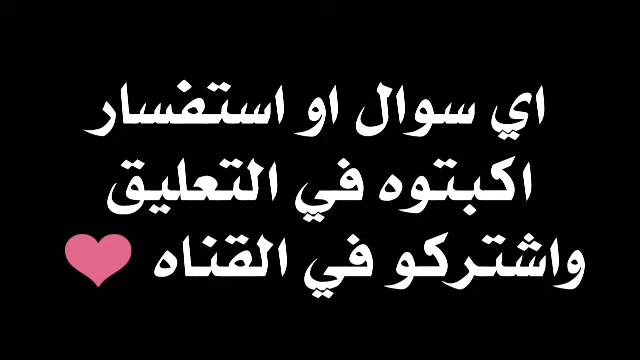 اي سوال او استفسار
اكبتوه في التعليق
واشتركو في القناه ❤